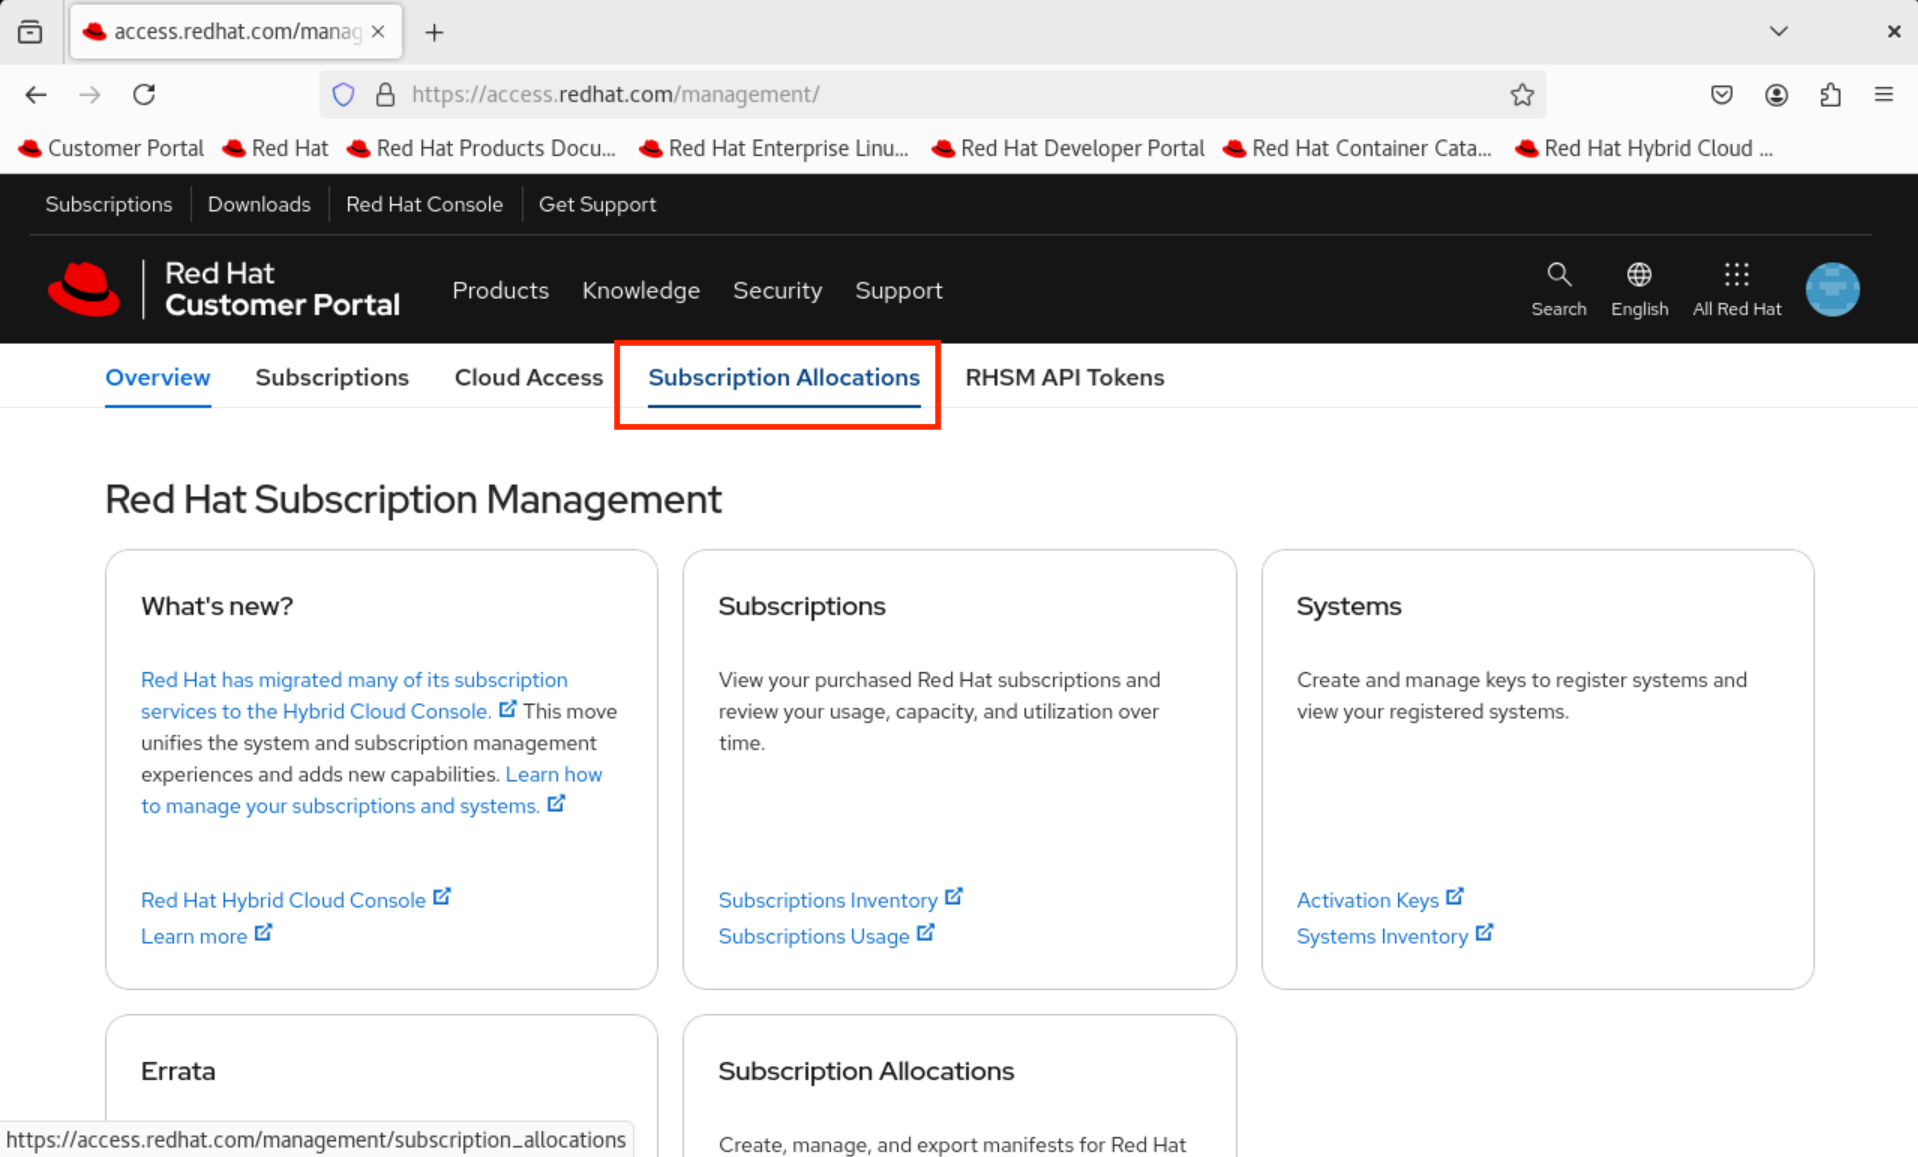 access.redhat.com/manag
https://access.redhat.com/management/
Customer Portal Red Hat Red Hat Products Docu... Red Hat Enterprise Linu... Red Hat Developer Portal Red Hat Container Cata... Red Hat Hybrid Cloud ...
Subscriptions Downloads Red Hat Console Get Support
Red Hat
Customer Portal
Products Knowledge Security Support
Search English All Red Hat
Overview Subscriptions Cloud Access Subscription Allocations RHSM API Tokens
Red Hat Subscription Management
What's new?
Red Hat has migrated many of its subscription
services to the Hybrid Cloud Console. This move
unifies the system and subscription management
experiences and adds new capabilities. Learn how
to manage your subscriptions and systems.
Red Hat Hybrid Cloud Console
Learn more
Subscriptions
View your purchased Red Hat subscriptions and
review your usage, capacity, and utilization over
time.
Subscriptions Inventory
Subscriptions Usage
Systems
Create and manage keys to register systems and
view your registered systems.
Activation Keys
Systems Inventory
Errata
Subscription Allocations
Create, manage, and export manifests for Red Hat
https://access.redhat.com/management/subscription_allocations